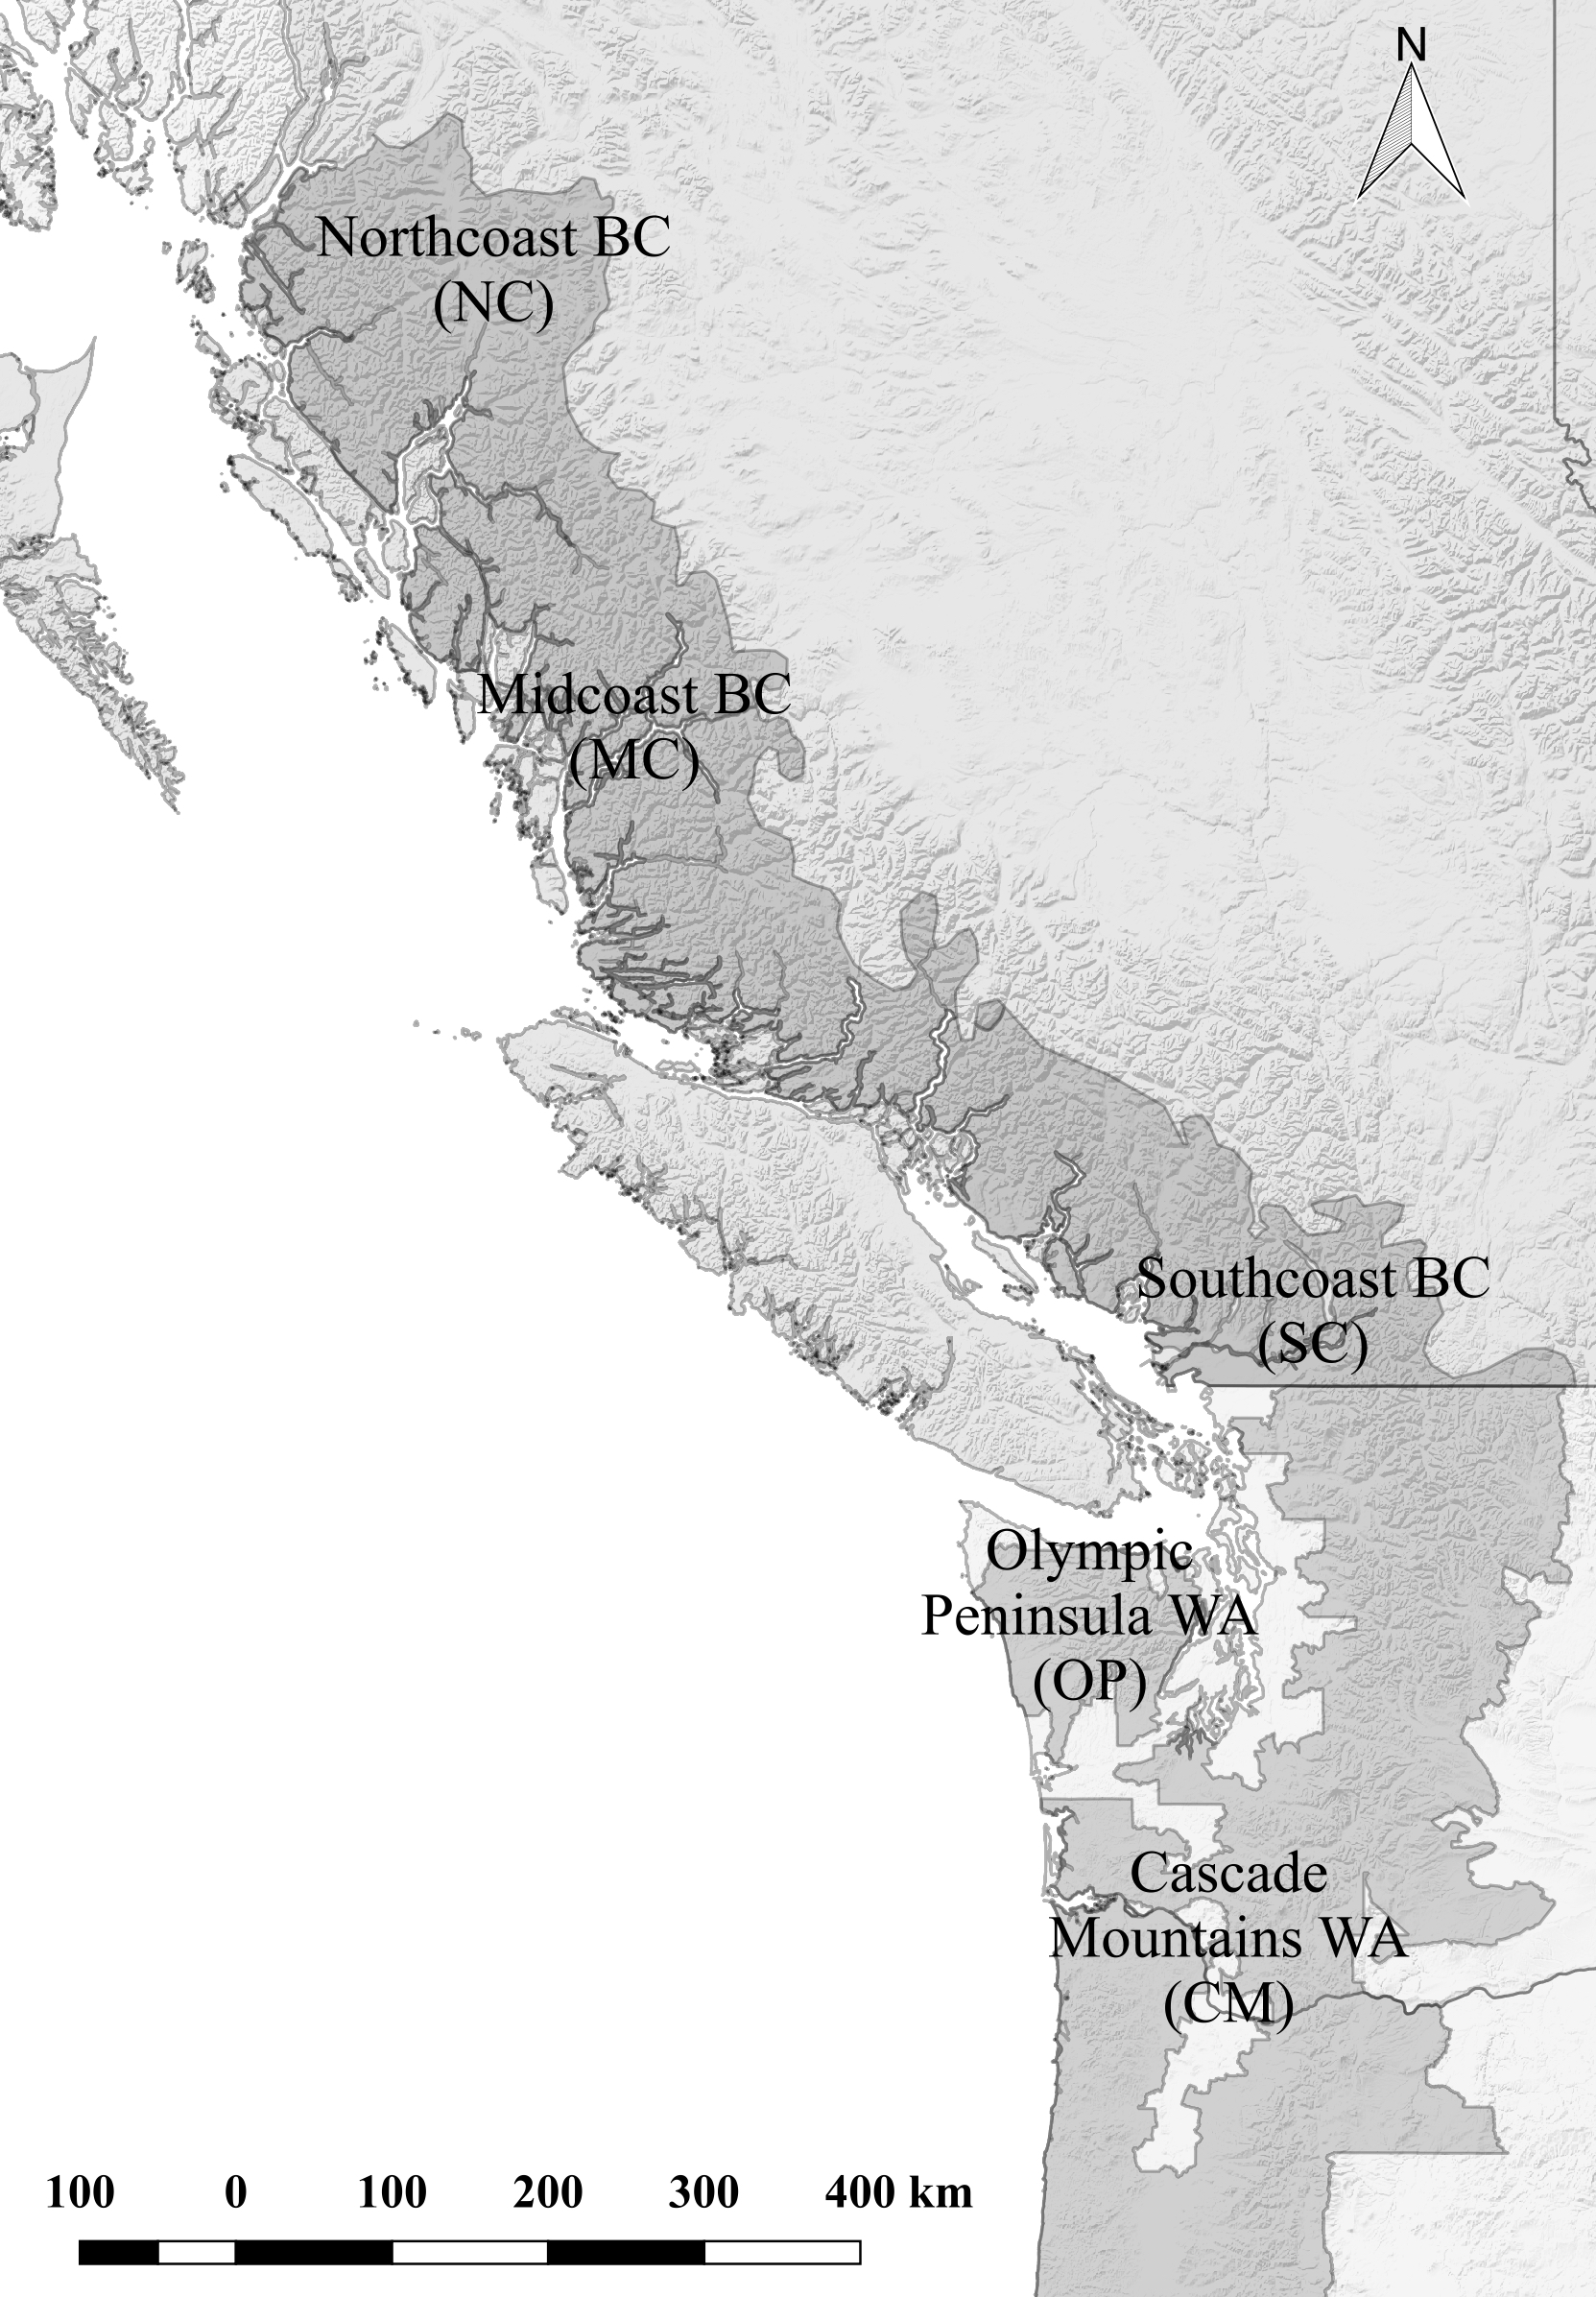 N
Northcoast BC
(NC)
Midcoast BC
(MC)
Southcoast BC
(SC)
Olympic
Peninsula WA
(OP)
Cascade
Mountains WA
(CM)
100 0 100 200 300 400 km